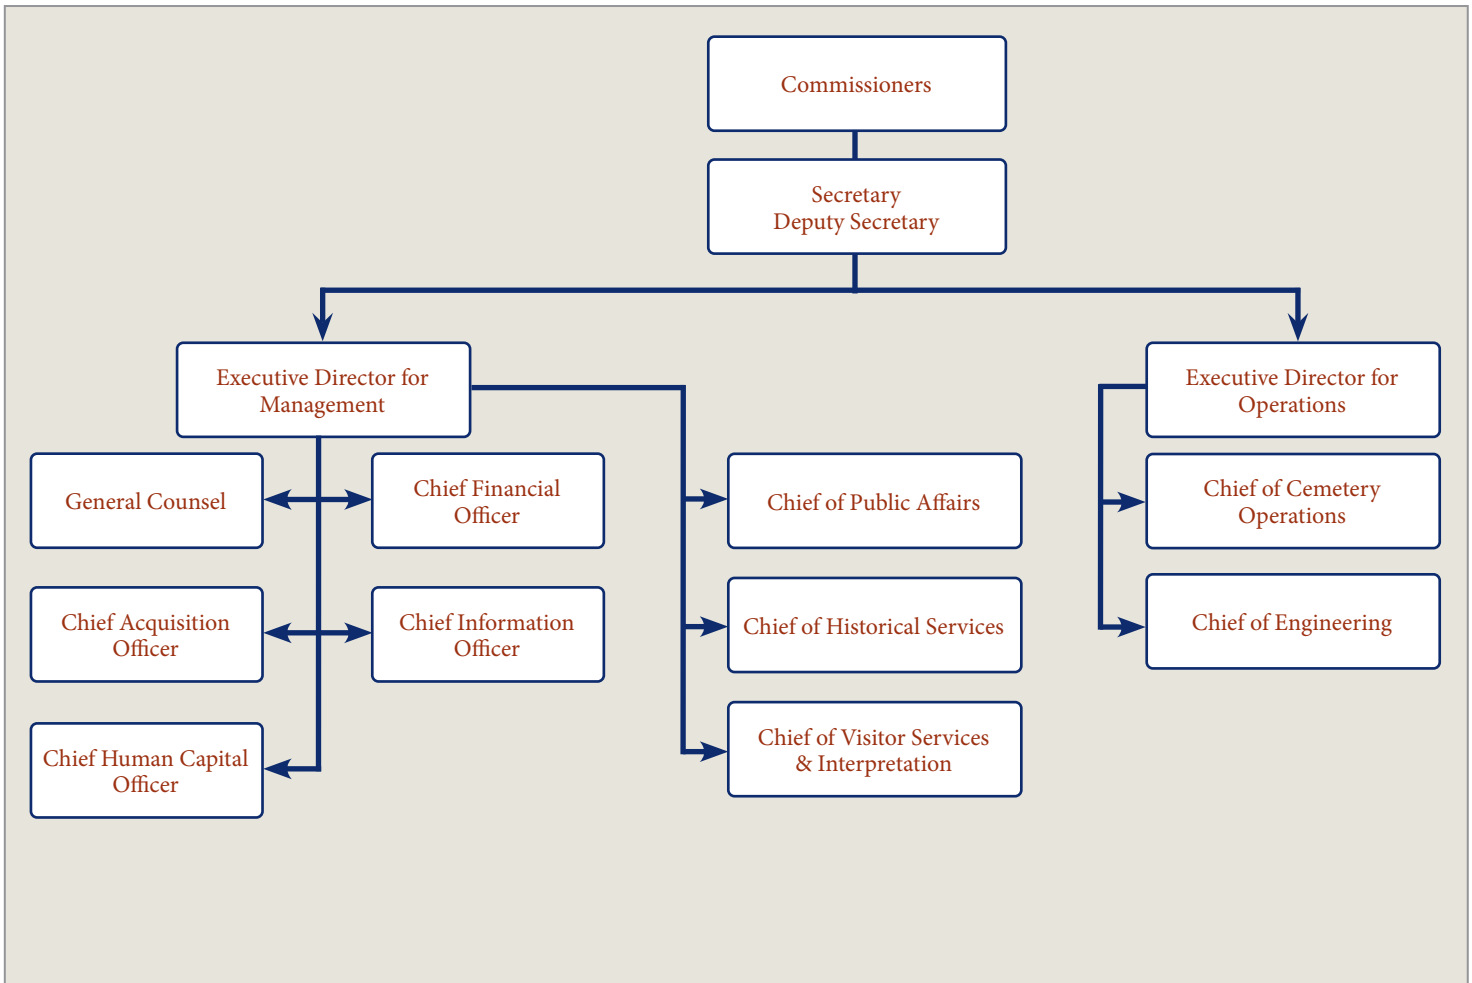 Commissioners
Secretary
Deputy Secretary
Executive Director for
Management
Executive Director for
Operations
General Counsel
Chief Financial
Officer
Chief of Public Affairs
Chief of Cemetery
Operations
Chief Acquisition
Officer
Chief Information
Officer
Chief of Historical Services
Chief of Engineering
Chief Human Capital
Officer
Chief of Visitor Services
& Interpretation